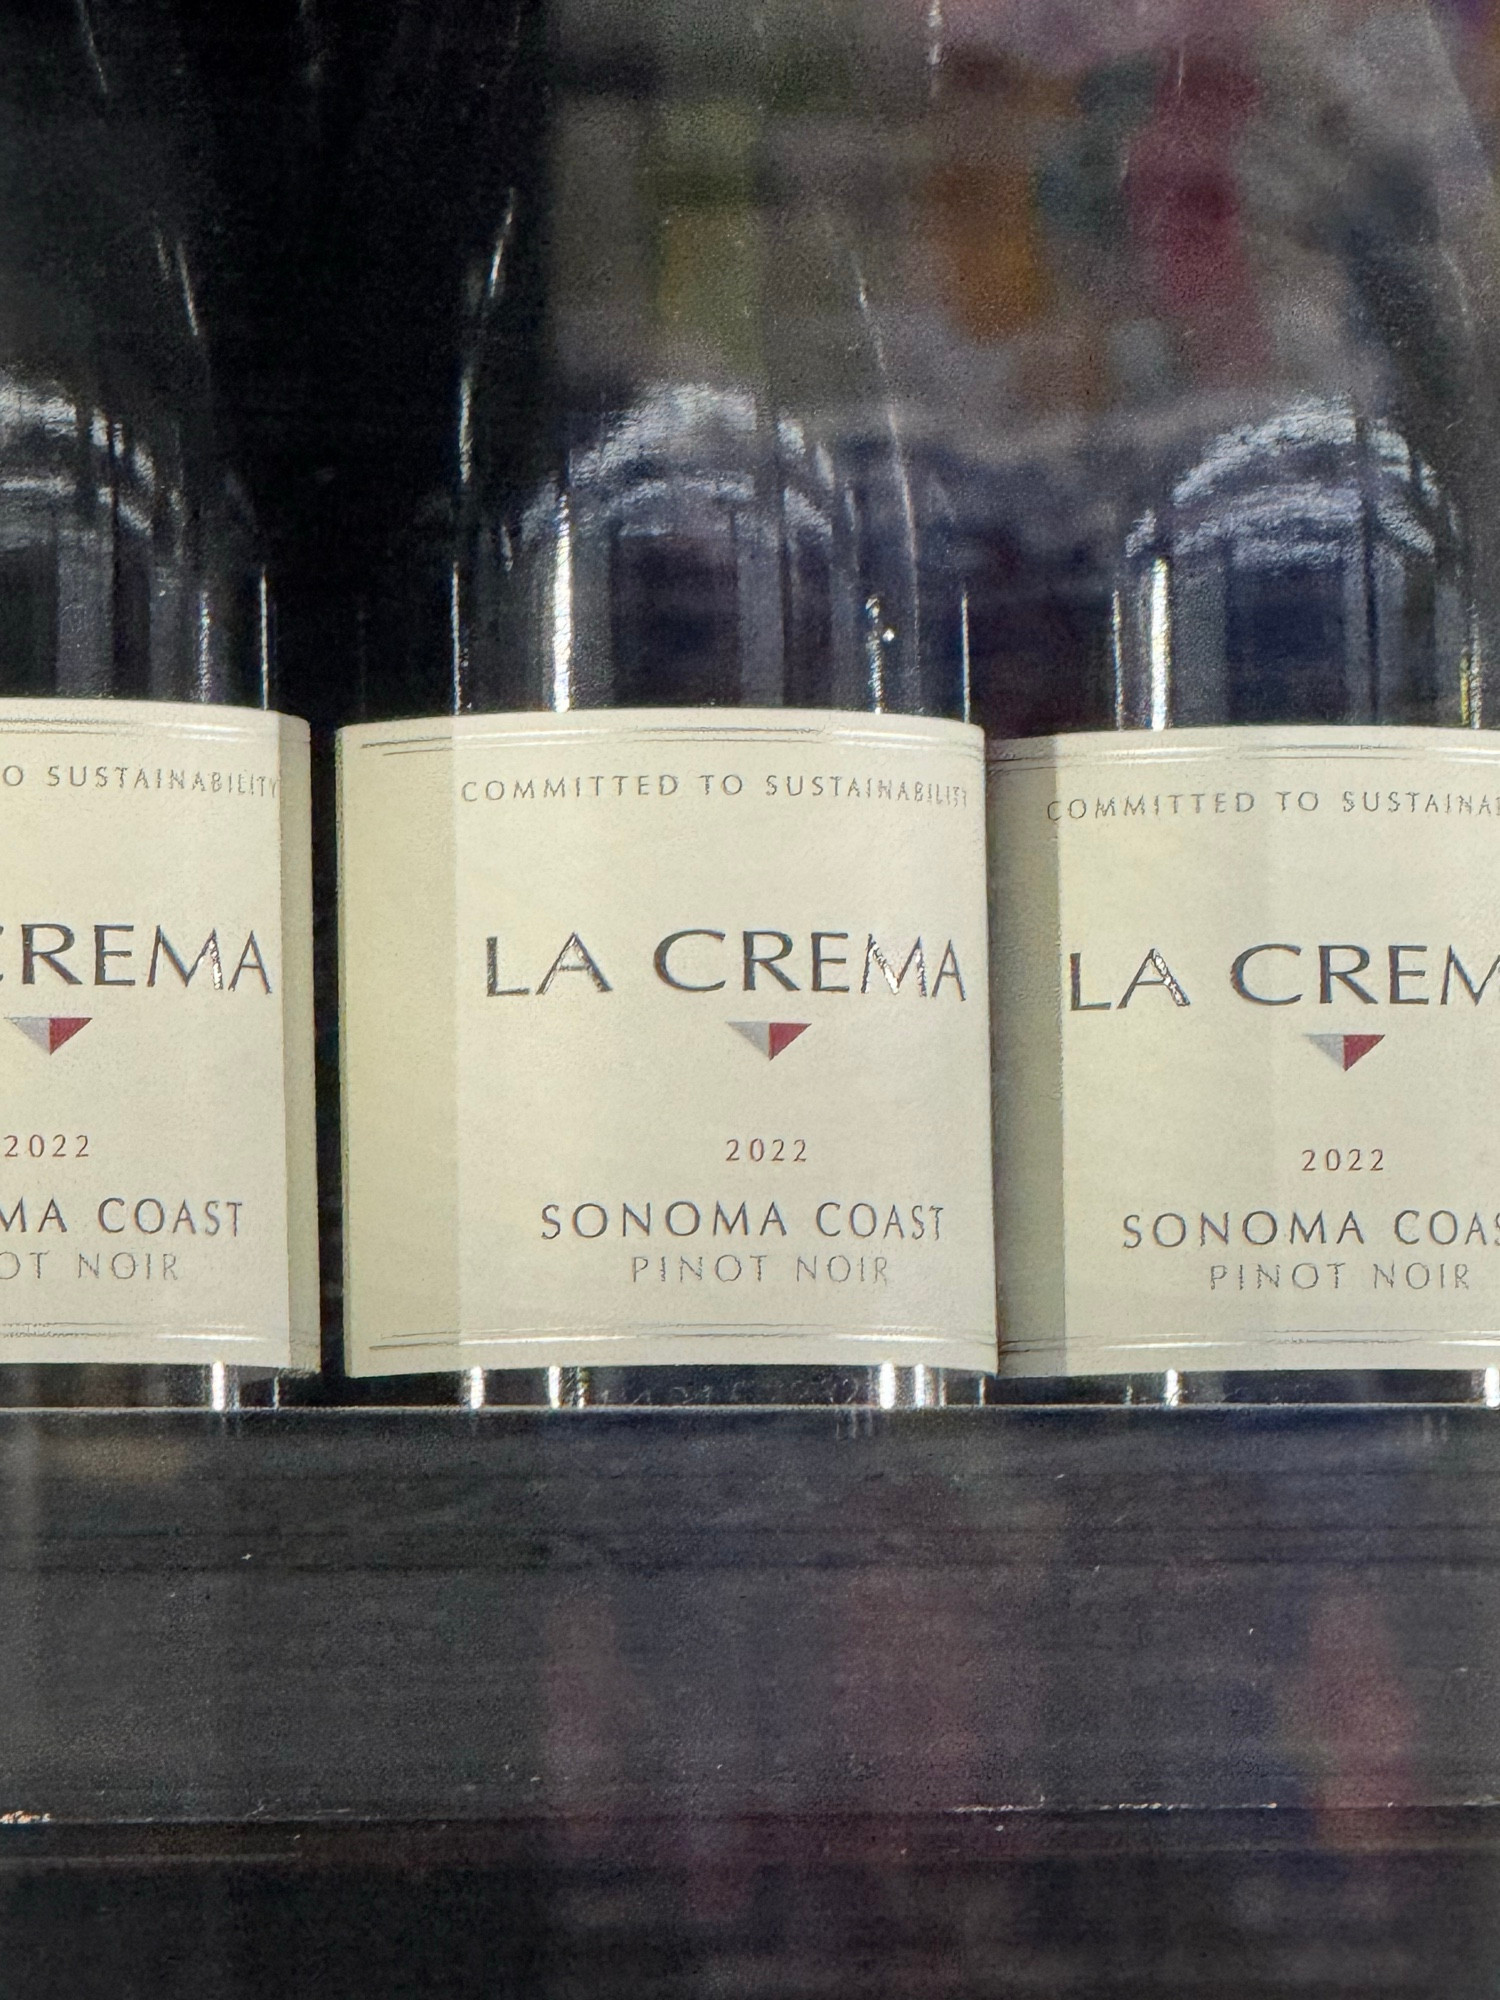 O SUSTAINABILITY
CREMA
2022
MA COAST
OT NOIR
COMMITTED TO SUSTAINABILITY
LA CREMA
2022
SONOMA COAST
PINOT NOIR
COMMITTED TO SUSTAINAB
LA CREM
2022
SONOMA COAS
PINOT NOIR